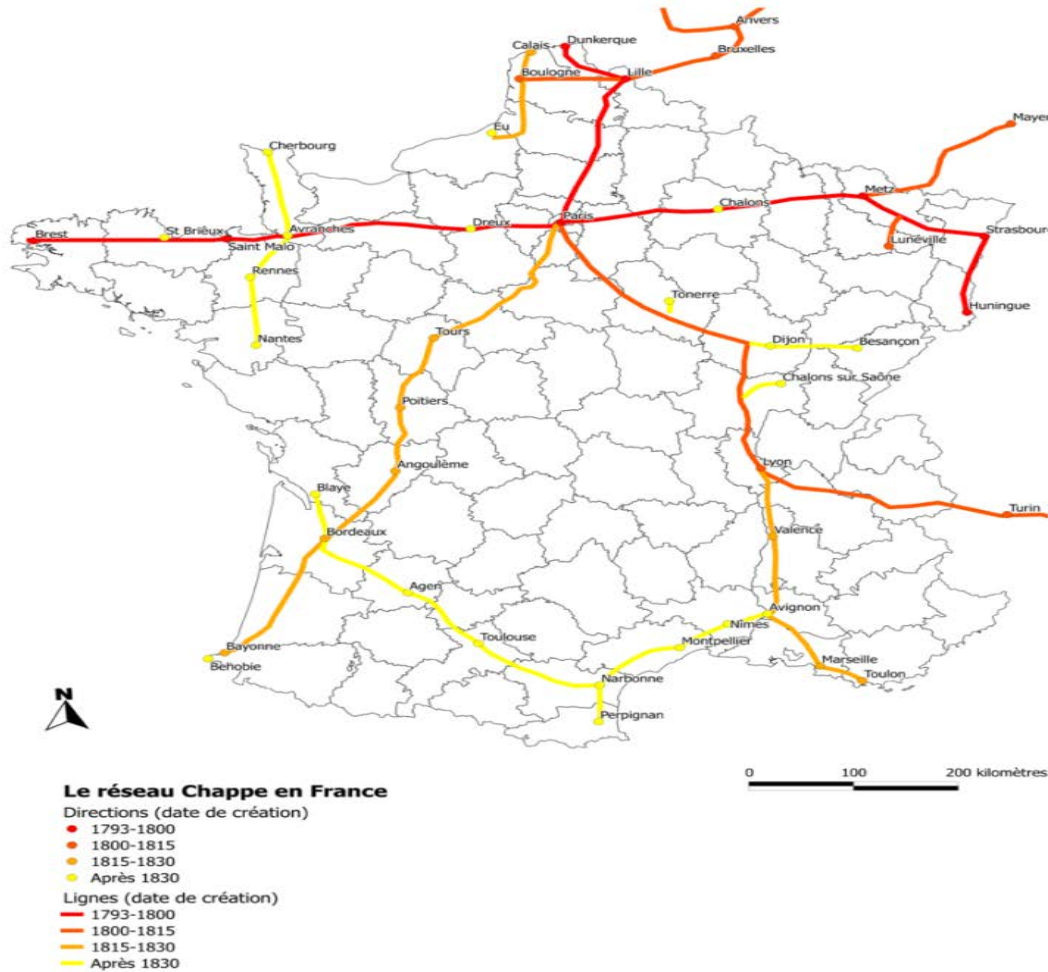 Anvers
Dunkerque
Calais
Bruxelles
Boulogne
Lille
Mayen
Eu
Cherbourg
Metz
Chalons
Paris
Dreux
St Brieux
Avranches
Brest
Saint Malo
Strasbourg
Lunéville
Rennes
Tonerre
Huningue
Tours
Nantes
Dijon
Besançon
Chalons sur Saône
Poitiers
Angoulème
Lyon
Blaye
Turin
Bordeaux
Valence
Agen
Avignon
Nîmes
Toulouse
Montpellier
Bayonne
Behobie
Marseille
Toulon
Narbonne
N
Perpignan
0 100 200 kilomètres
Le réseau Chappe en France
Directions (date de création)
1793-1800
1800-1815
1815-1830
Après 1830
Lignes (date de création)
1793-1800
1800-1815
1815-1830
Après 1830